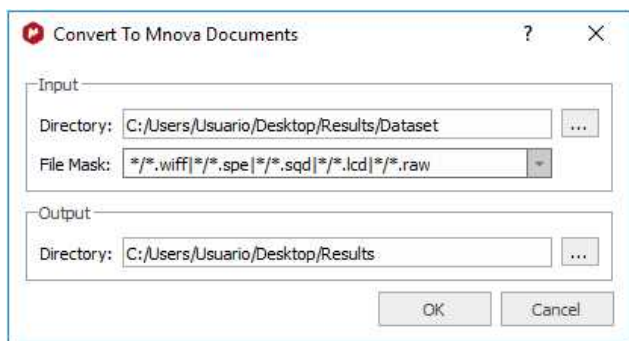 Convert To Mnova Documents
Input
Directory: C:/Users/Usuario/Desktop/Results/Dataset ...
File Mask: */*.wiff|*/*.spe|*/*.sqd|*/*.lcd|*/*.raw
Output
Directory: C:/Users/Usuario/Desktop/Results ...
OK Cancel